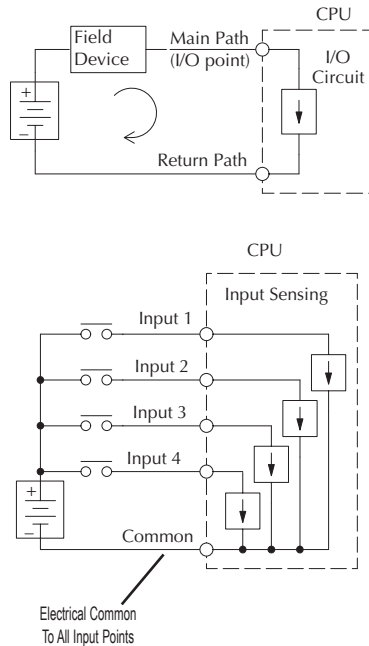 CPU
Field
Device
Main Path
(I/O point)
I/O
Circuit
+
–
Return Path
CPU
Input Sensing
Input 1
Input 2
Input 3
Input 4
+
–
Common
Electrical Common
To All Input Points